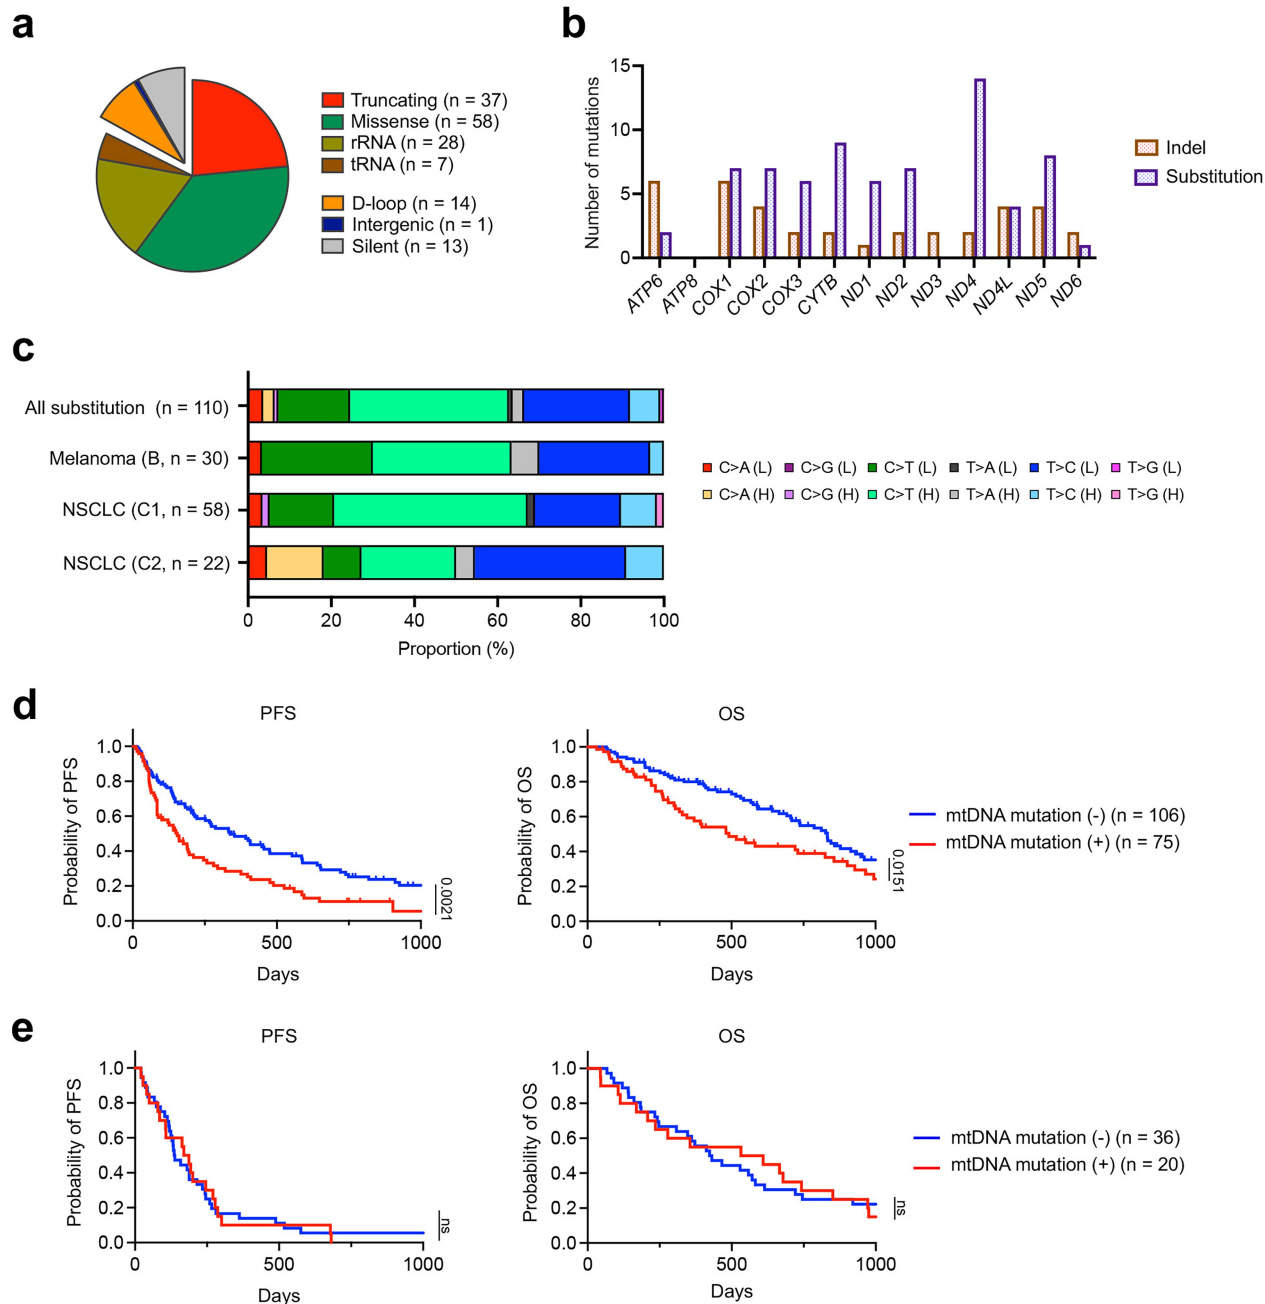 a
Truncating (n = 37)
Missense (n = 58)
rRNA (n = 28)
tRNA (n = 7)
D-loop (n = 14)
Intergenic (n = 1)
Silent (n = 13)
b
Number of mutations
15
10
5
0
ATP6
ATP8
COX1
COX2
COX3
CYTB
ND1
ND2
ND3
ND4
ND4L
ND5
ND6
Indel
Substitution
c
All substitution (n = 110)
Melanoma (B, n = 30)
NSCLC (C1, n = 58)
NSCLC (C2, n = 22)
0 20 40 60 80 100
Proportion (%)
C>A (L) C>G (L) C>T (L) T>A (L) T>C (L) T>G (L)
C>A (H) C>G (H) C>T (H) T>A (H) T>C (H) T>G (H)
d
PFS
Probability of PFS
1.0
0.8
0.6
0.4
0.2
0.0
0 500 1000
Days
0.0021
OS
Probability of OS
1.0
0.8
0.6
0.4
0.2
0.0
0 500 1000
Days
0.0151
mtDNA mutation (-) (n = 106)
mtDNA mutation (+) (n = 75)
e
PFS
Probability of PFS
1.0
0.8
0.6
0.4
0.2
0.0
0 500 1000
Days
ns
OS
Probability of OS
1.0
0.8
0.6
0.4
0.2
0.0
0 500 1000
Days
ns
mtDNA mutation (-) (n = 36)
mtDNA mutation (+) (n = 20)